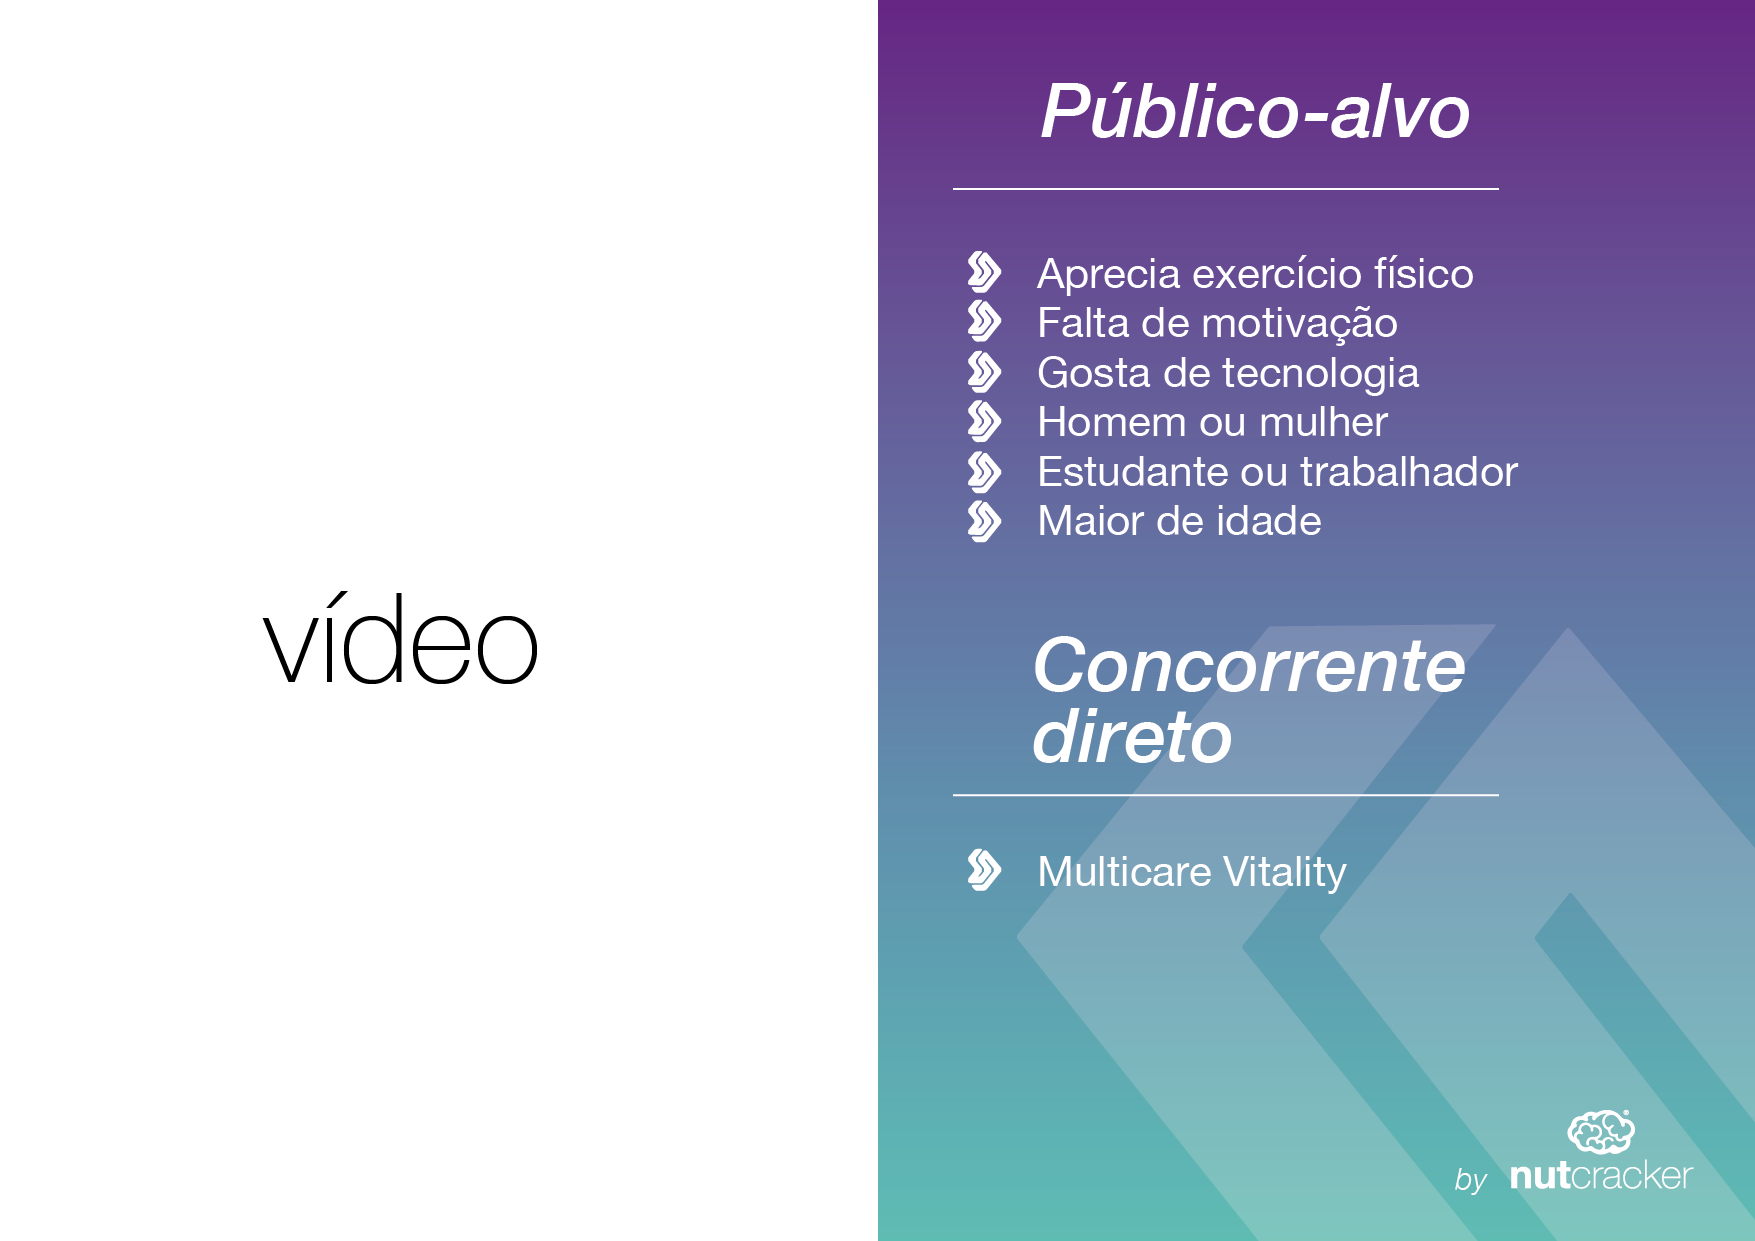 vídeo
Público-alvo
Aprecia exercício físico
Falta de motivação
Gosta de tecnologia
Homem ou mulher
Estudante ou trabalhador
Maior de idade
Concorrente
direto
Multicare Vitality
by nutcracker